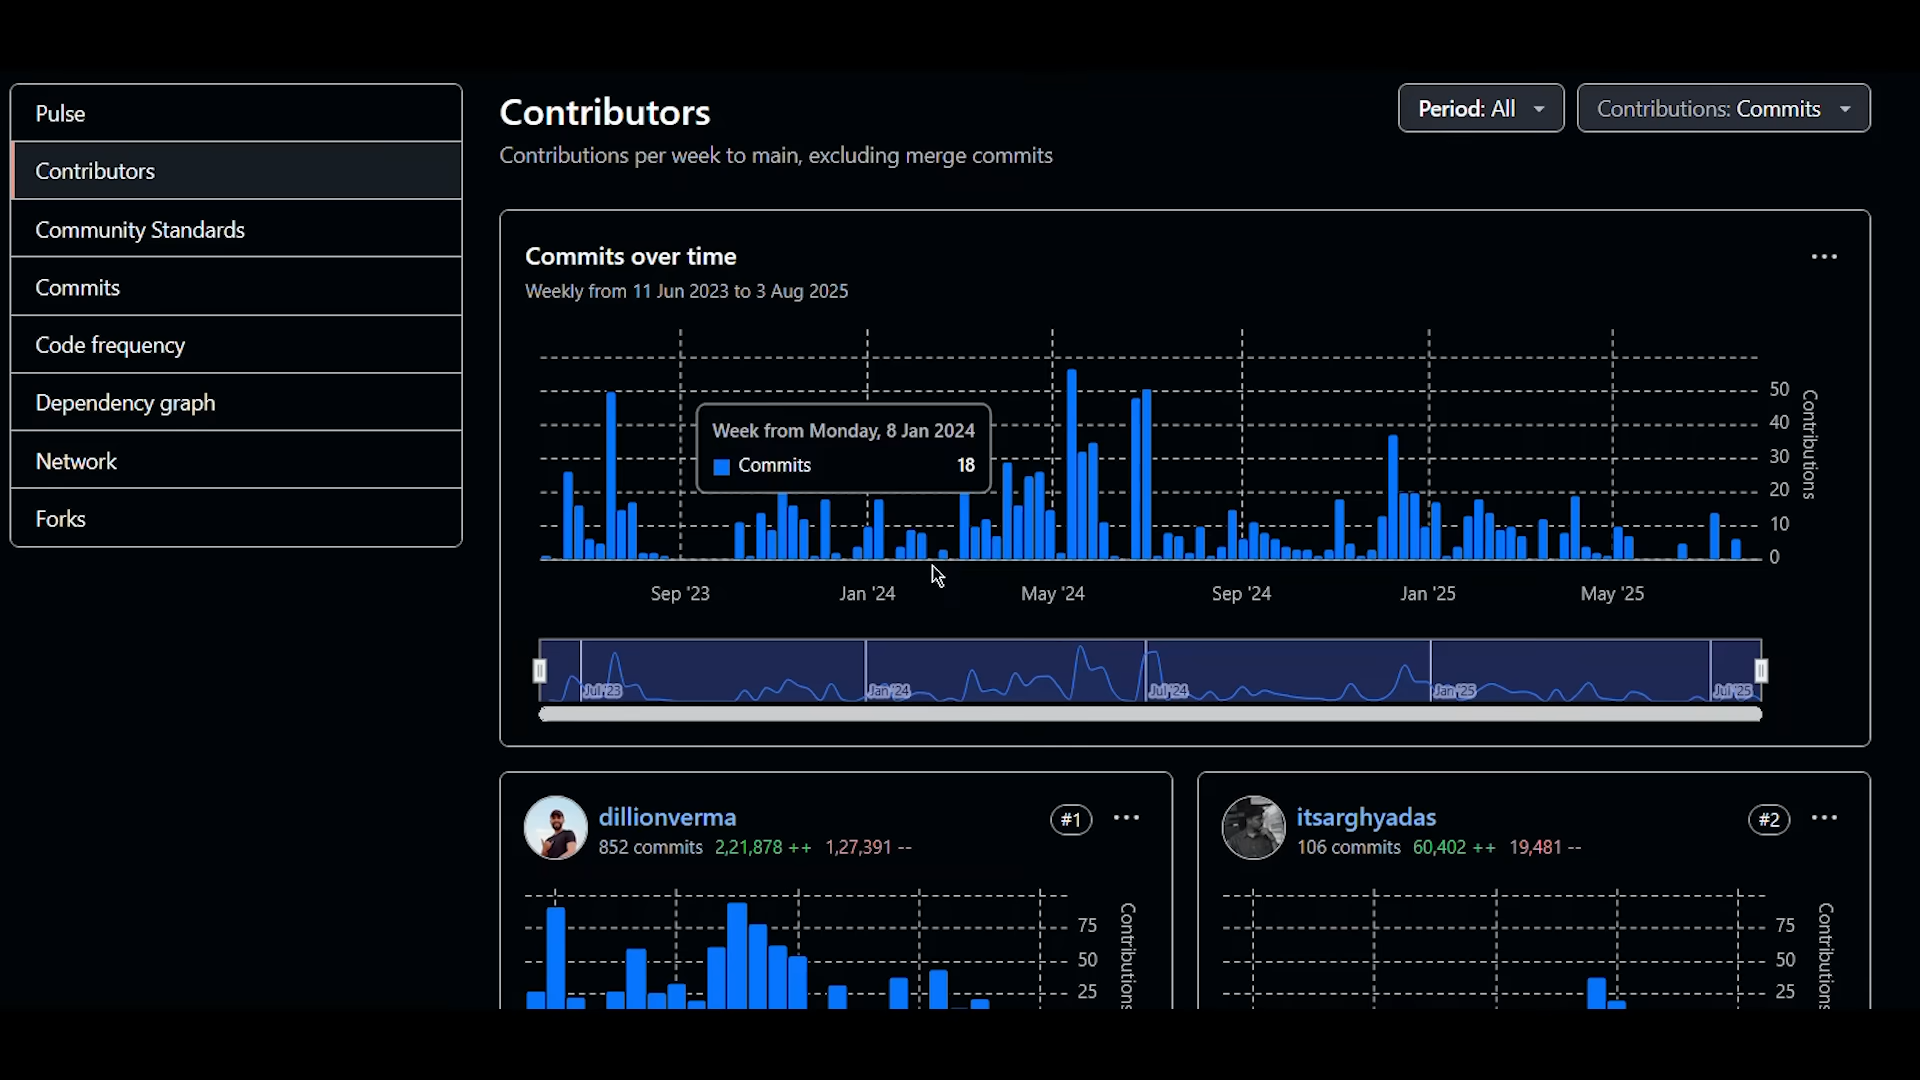 Pulse
Contributors
Community Standards
Commits
Code frequency
Dependency graph
Network
Forks
Contributors
Contributions per week to main, excluding merge commits
Period: All
Contributions: Commits
Commits over time
Weekly from 11 Jun 2023 to 3 Aug 2025
Week from Monday, 8 Jan 2024
Commits 18
50
40
30
20
10
0
Contributions
Sep '23 Jan '24 May '24 Sep '24 Jan '25 May '25
Jul '23 Jan '24 Jul '24 Jan '25 Jul '25
dillionverma
#1
852 commits 2,21,878 ++ 1,27,391 --
75
50
25
Contributions
itsarghyadas
#2
106 commits 60,402 ++ 19,481 --
75
50
25
Contributions